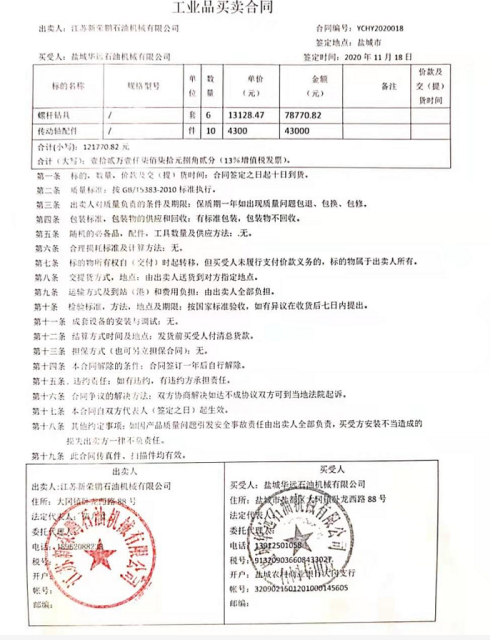 工业品买卖合同
出卖人：江苏新荣鹏石油机械有限公司 合同编号：YCHY2020018
签定地点：盐城市
买受人：盐城华远石油机械有限公司 签定时间：2020 年 11 月 18 日
标的名称 规格型号 单位 数量 单价（元） 金额（元） 备注 价款及交（提）货时间
螺杆钻具 / 套 6 13128.47 78770.82
传动轴配件 / 件 10 4300 43000
合计(小写)：121770.82 元
合计（大写）：壹拾贰万壹仟柒佰柒拾元捌角贰分（13%增值税发票）。
第一条 标的、数量、价款及交（提）货时间：合同签定之日起十日到货。
第二条 质量标准：按 GB/T5383-2010 标准执行。
第三条 出卖人对质量负责的条件及期限：保质期一年如出现质量问题包退、包换、包修。
第四条 包装标准，包装物的供应和回收：有标准包装，包装物不回收。
第五条 随机的必备品，配件，工具数量及供应方法：.无。
第六条 合理损耗标准及计算方法：无。
第七条 标的物所有权自（交付）时起转移，但买受人未履行支付价款义务的，标的物属于出卖人所有。
第八条 交提货方式，地点：由出卖人送货到对方指定地点。
第九条 运输方式及到站（港）和费用负担：由出卖人负担。
第十条 检验标准，方法，地点及期限：按国家标准验收，如有异议在收货后七日内提出。
第十一条 成套设备的安装与调试：无。
第十二条 结算方式时间及地点：发货前买受人付清总货款。
第十三条 担保方式（也可另立担保合同）：无。
第十四条 本合同解除的条件：合同签订一年后自行解除。
第十五条、违约责任：如有违约，有违约方承担责任。
第十六条 合同争议的解决方法：双方协商解决如达不成协议双方可到当地法院起诉。
第十七条 本合同自双方代表人（签定之日）起生效。
第十八条 其他约定事项：如因产品质量问题引发安全事故责任由出卖人全部负责，买受方安装不当造成的
损失出卖方一律不负责任。
第十九条 此合同传真件、扫描件均有效。
出卖人 买受人
出卖人：江苏新荣鹏石油机械有限公司 买受人：盐城华远石油机械有限公司
住所：大冈镇卧龙西路 88 号 住所：盐城市盐都区大冈镇卧龙西路 88 号
法定代表人 法定代表人
委托代理人 委托代理人
电话： 电话：13912501058
税号： 税号：
开户 开户：盐城农村商业银行大冈支行
帐号： 帐号：3209021601201000145605
邮编： 邮编：